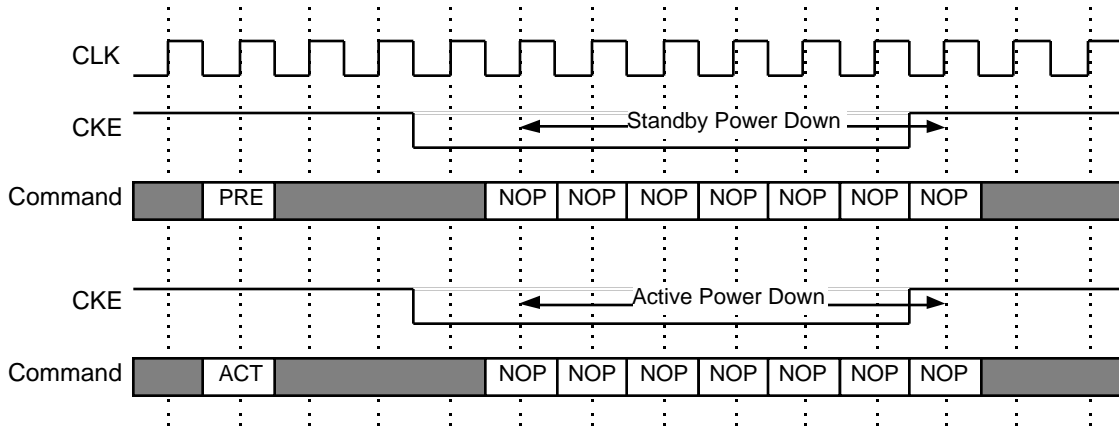 CLK
CKE Standby Power Down
Command PRE NOP NOP NOP NOP NOP NOP NOP
CKE Active Power Down
Command ACT NOP NOP NOP NOP NOP NOP NOP